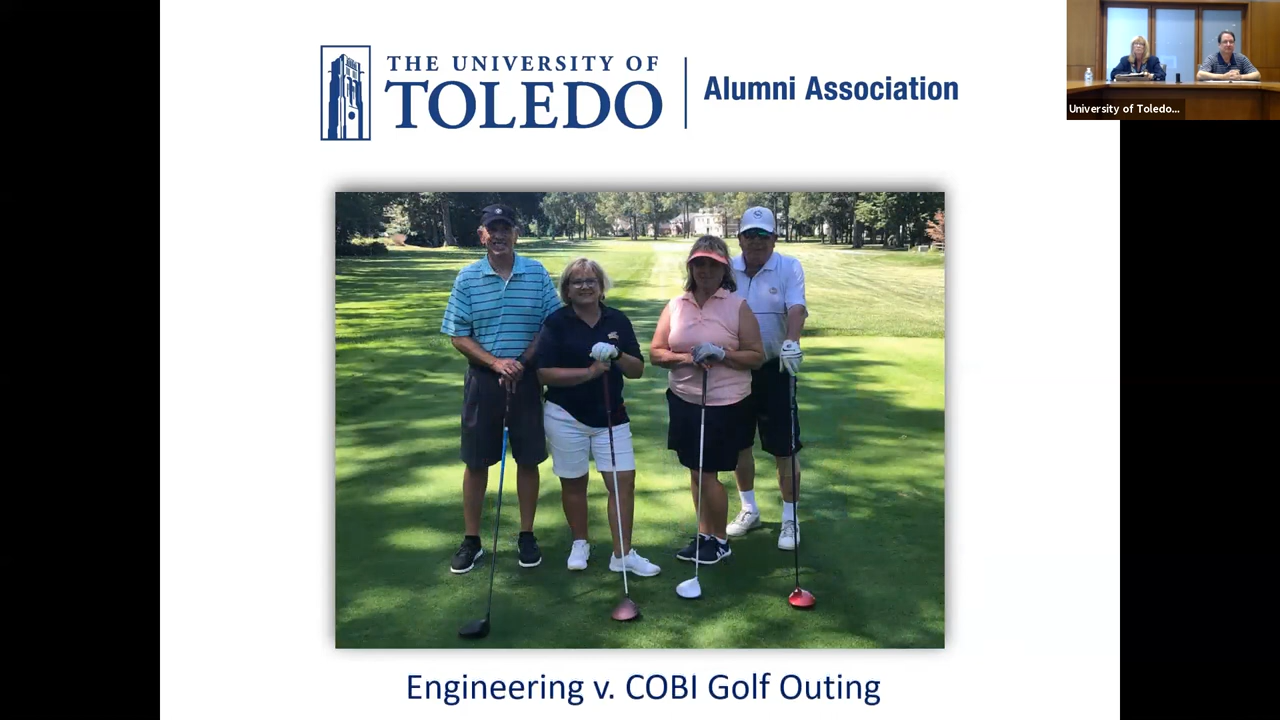 THE UNIVERSITY OF
TOLEDO
Alumni Association
University of Toledo...
Engineering v. COBI Golf Outing